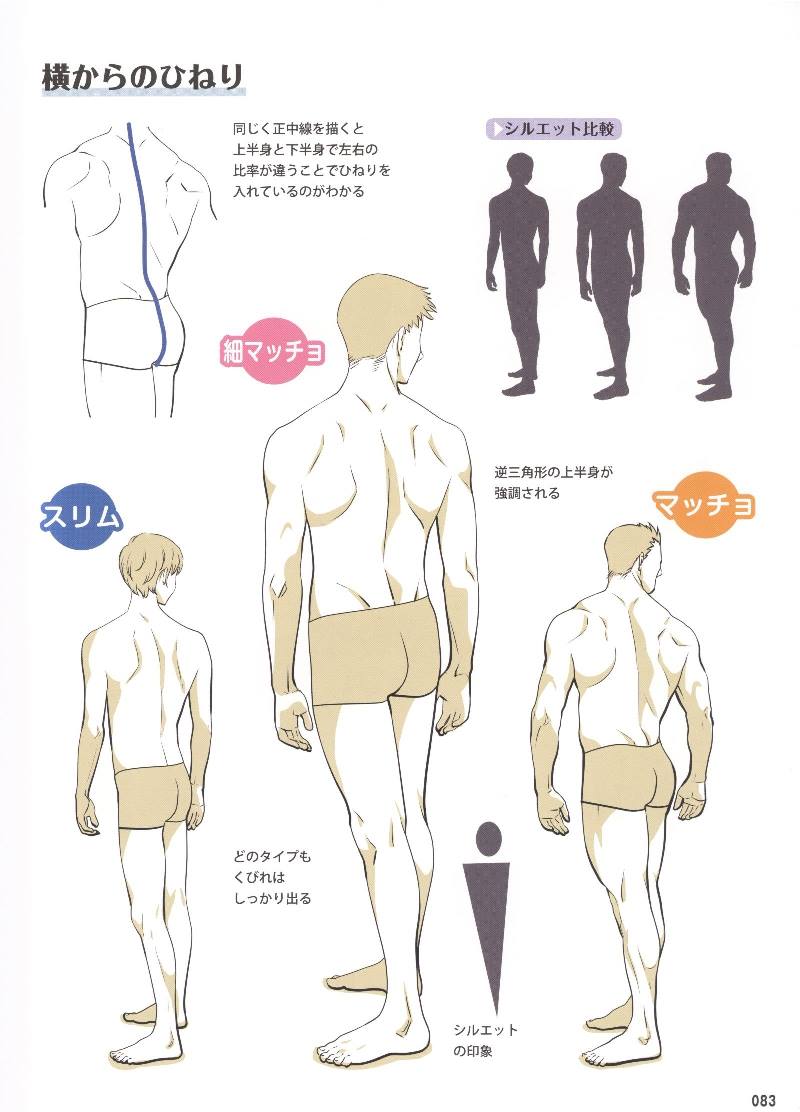 横からのひねり
同じく正中線を描くと
上半身と下半身で左右の
比率が違うことでひねりを
入れているのがわかる
シルエット比較
細マッチョ
逆三角形の上半身が
強調される
スリム
マッチョ
どのタイプも
くびれは
しっかり出る
シルエット
の印象
083